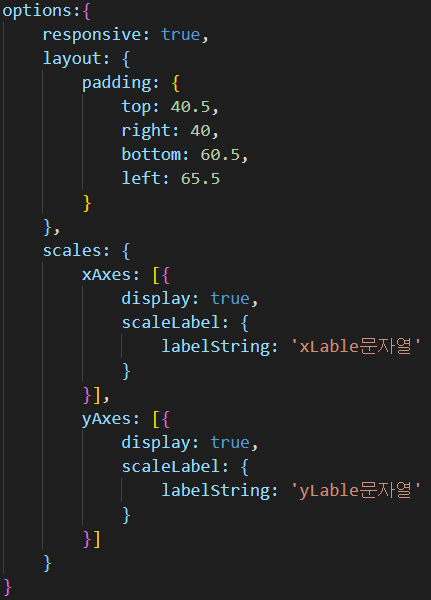 options:{
    responsive: true,
    layout: {
        padding: {
            top: 40.5,
            right: 40,
            bottom: 60.5,
            left: 65.5
        }
    },
    scales: {
        xAxes: [{
            display: true,
            scaleLabel: {
                labelString: 'xLable문자열'
            }
        }],
        yAxes: [{
            display: true,
            scaleLabel: {
                labelString: 'yLable문자열'
            }
        }]
    }
}